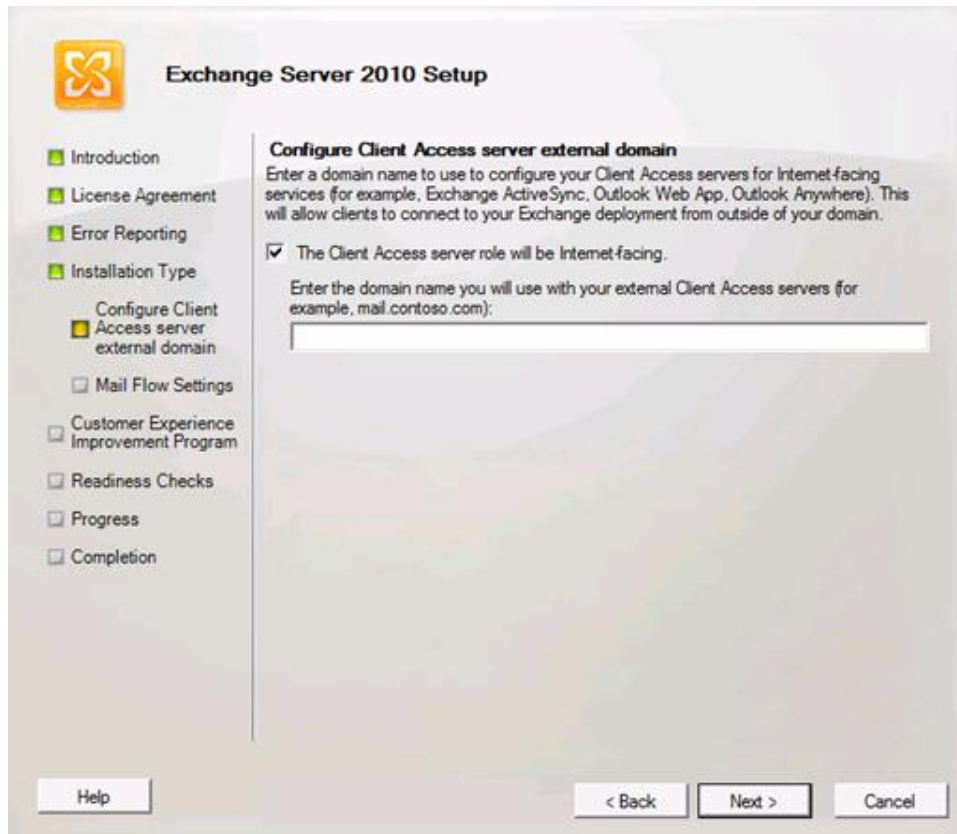 Exchange Server 2010 Setup
Introduction
License Agreement
Error Reporting
Installation Type
Configure Client
Access server
external domain
Mail Flow Settings
Customer Experience
Improvement Program
Readiness Checks
Progress
Completion
Configure Client Access server external domain
Enter a domain name to use to configure your Client Access servers for Internet-facing
services (for example, Exchange ActiveSync, Outlook Web App, Outlook Anywhere). This
will allow clients to connect to your Exchange deployment from outside of your domain.
The Client Access server role will be Internet-facing.
Enter the domain name you will use with your external Client Access servers (for
example, mail.contoso.com):
Help
< Back
Next >
Cancel